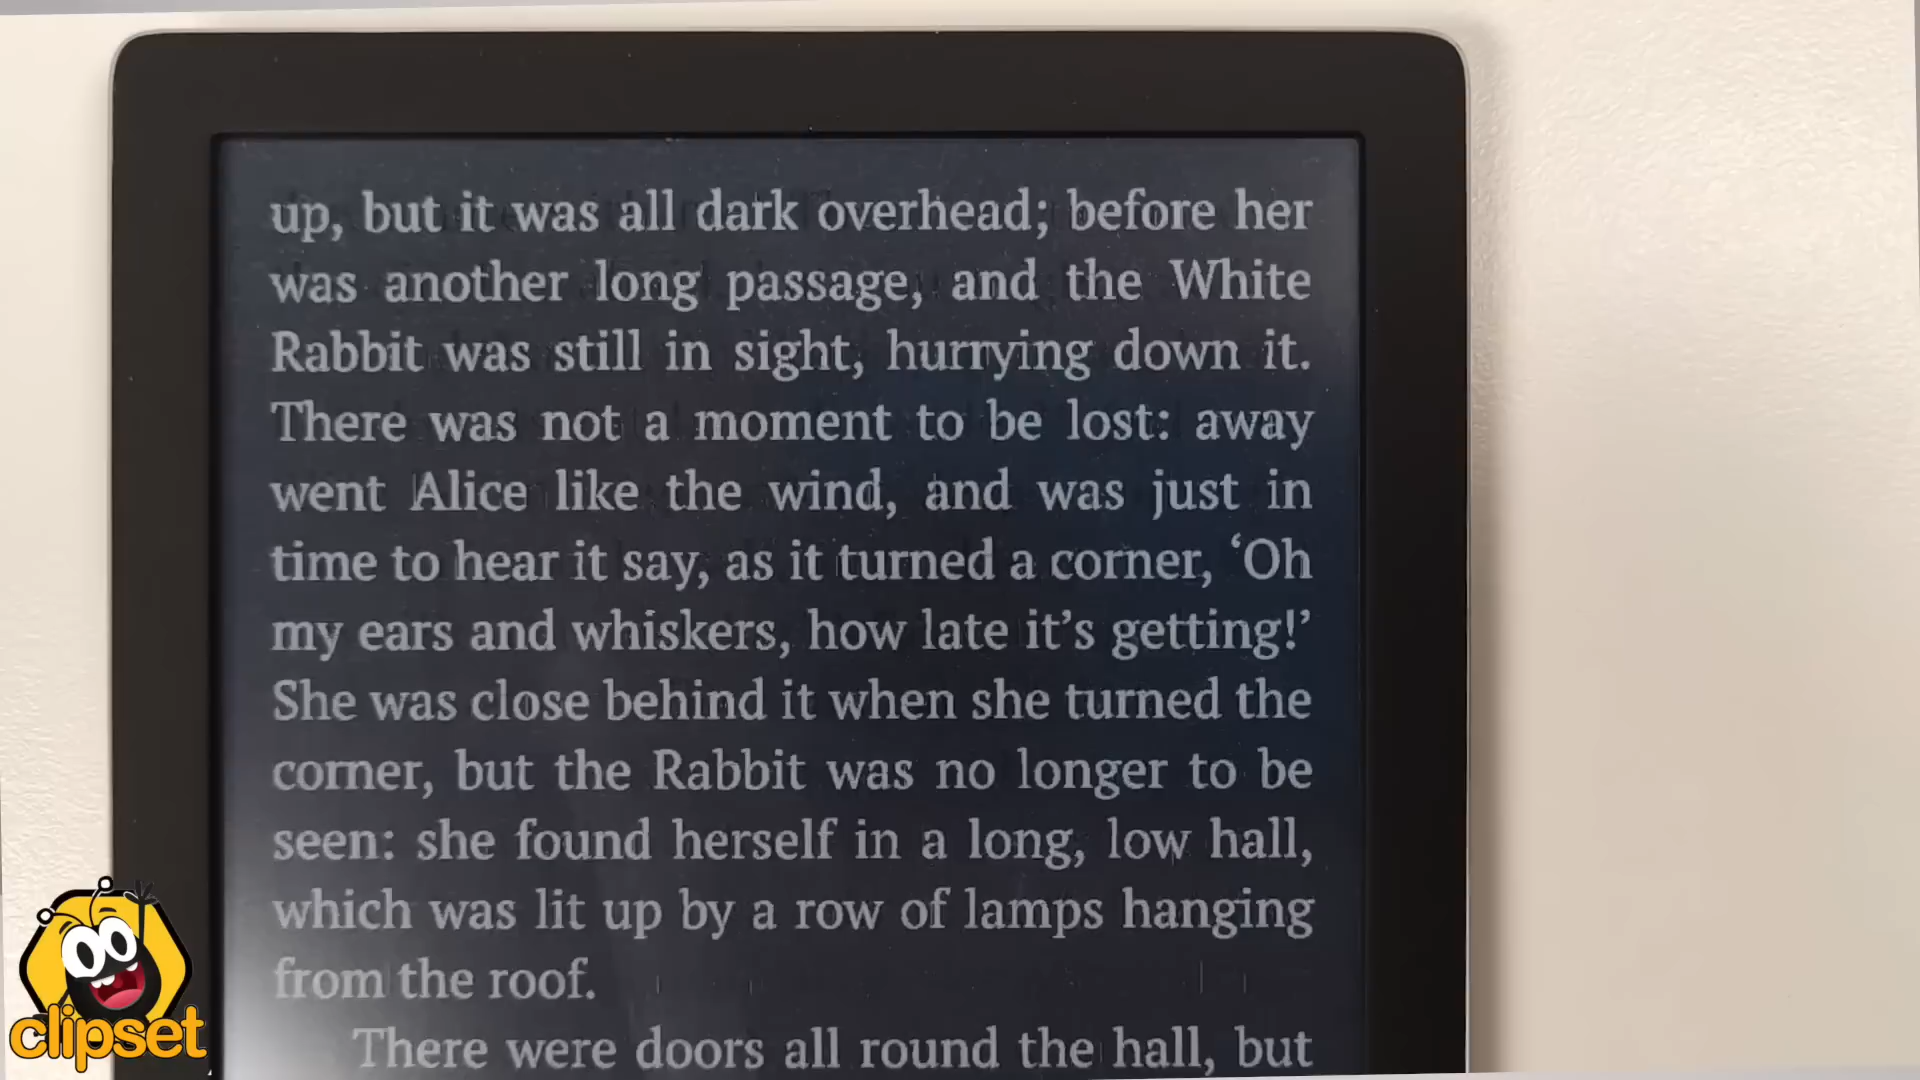 up, but it was all dark overhead; before her
was another long passage, and the White
Rabbit was still in sight, hurrying down it.
There was not a moment to be lost: away
went Alice like the wind, and was just in
time to hear it say, as it turned a corner, ‘Oh
my ears and whiskers, how late it’s getting!’
She was close behind it when she turned the
corner, but the Rabbit was no longer to be
seen: she found herself in a long, low hall,
which was lit up by a row of lamps hanging
from the roof.
There were doors all round the hall, but
clipset